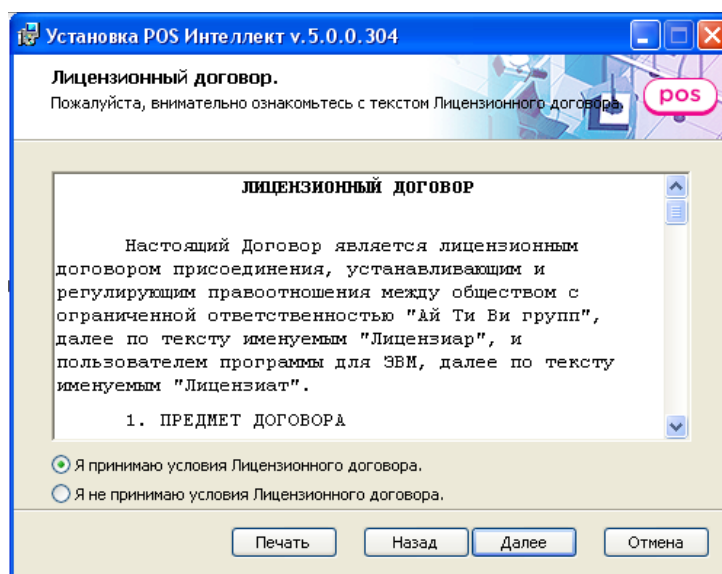 Установка POS Интеллект v.5.0.0.304
Лицензионный договор.
Пожалуйста, внимательно ознакомьтесь с текстом Лицензионного договора.
pos
ЛИЦЕНЗИОННЫЙ ДОГОВОР
Настоящий Договор является лицензионным
договором присоединения, устанавливающим и
регулирующим правоотношения между обществом с
ограниченной ответственностью "Ай Ти Ви групп",
далее по тексту именуемым "Лицензиар", и
пользователем программы для ЭВМ, далее по тексту
именуемым "Лицензиат".
1. ПРЕДМЕТ ДОГОВОРА
Я принимаю условия Лицензионного договора.
Я не принимаю условия Лицензионного договора.
Печать Назад Далее Отмена